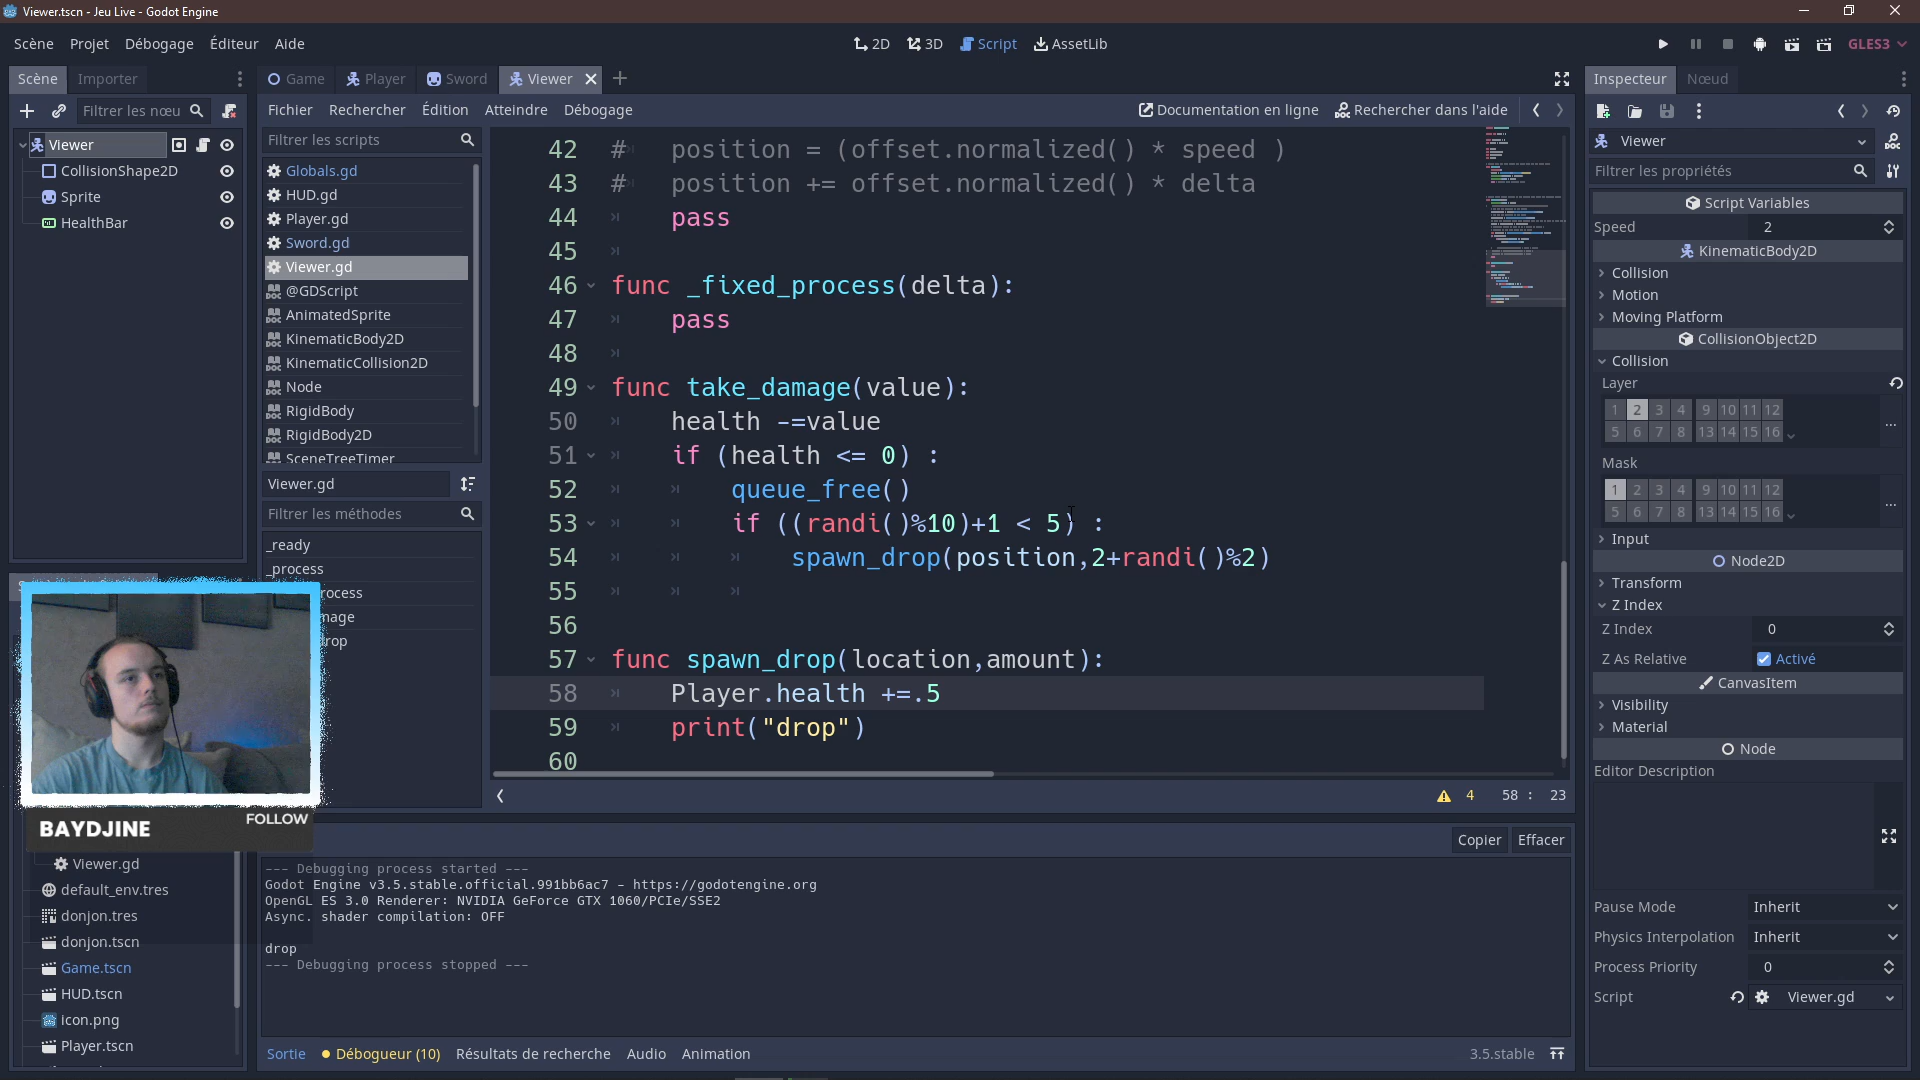 Viewer.tscn - Jeu Live - Godot Engine
Scène Projet Débogage Éditeur Aide
2D 3D Script AssetLib
GLES3
Scène Importer
Game Player Sword Viewer
Inspecteur Nœud
Filtrer les nœu
Fichier Rechercher Édition Atteindre Débogage
Documentation en ligne Rechercher dans l'aide
Viewer
CollisionShape2D
Sprite
HealthBar
Filtrer les scripts
Globals.gd
HUD.gd
Player.gd
Sword.gd
Viewer.gd
@GDScript
AnimatedSprite
KinematicBody2D
KinematicCollision2D
Node
RigidBody
RigidBody2D
SceneTreeTimer
Viewer.gd
Filtrer les méthodes
_ready
_process
rocess
mage
rop
42 # position = (offset.normalized() * speed )
43 # position += offset.normalized() * delta
44 pass
45
46 func _fixed_process(delta):
47 pass
48
49 func take_damage(value):
50 health -=value
51 if (health <= 0) :
52 queue_free()
53 if ((randi()%10)+1 < 5) :
54 spawn_drop(position,2+randi()%2)
55
56
57 func spawn_drop(location,amount):
58 Player.health +=.5
59 print("drop")
60
4 58 : 23
BAYDJINE
FOLLOW
Viewer.gd
default_env.tres
donjon.tres
donjon.tscn
Game.tscn
HUD.tscn
icon.png
Player.tscn
Copier Effacer
--- Debugging process started ---
Godot Engine v3.5.stable.official.991bb6ac7 - https://godotengine.org
OpenGL ES 3.0 Renderer: NVIDIA GeForce GTX 1060/PCIe/SSE2
Async. shader compilation: OFF
drop
--- Debugging process stopped ---
Sortie Débogueur (10) Résultats de recherche Audio Animation
3.5.stable
Viewer
Filtrer les propriétés
Script Variables
Speed 2
KinematicBody2D
Collision
Motion
Moving Platform
CollisionObject2D
Collision
Layer
1 2 3 4 9 10 11 12
5 6 7 8 13 14 15 16
...
Mask
1 2 3 4 9 10 11 12
5 6 7 8 13 14 15 16
...
Input
Node2D
Transform
Z Index
Z Index 0
Z As Relative Activé
CanvasItem
Visibility
Material
Node
Editor Description
Pause Mode Inherit
Physics Interpolation Inherit
Process Priority 0
Script Viewer.gd